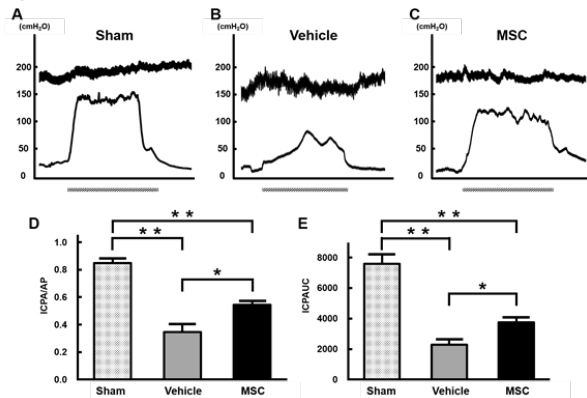 A
(cmH₂O)
Sham
200
150
100
50
0
B
(cmH₂O)
Vehicle
200
150
100
50
0
C
(cmH₂O)
MSC
200
150
100
50
0
D
ICPA/AP
1.0
0.8
0.6
0.4
0.2
0.0
**
**
*
Sham Vehicle MSC
E
ICPAUC
8000
6000
4000
2000
0
**
**
*
Sham Vehicle MSC